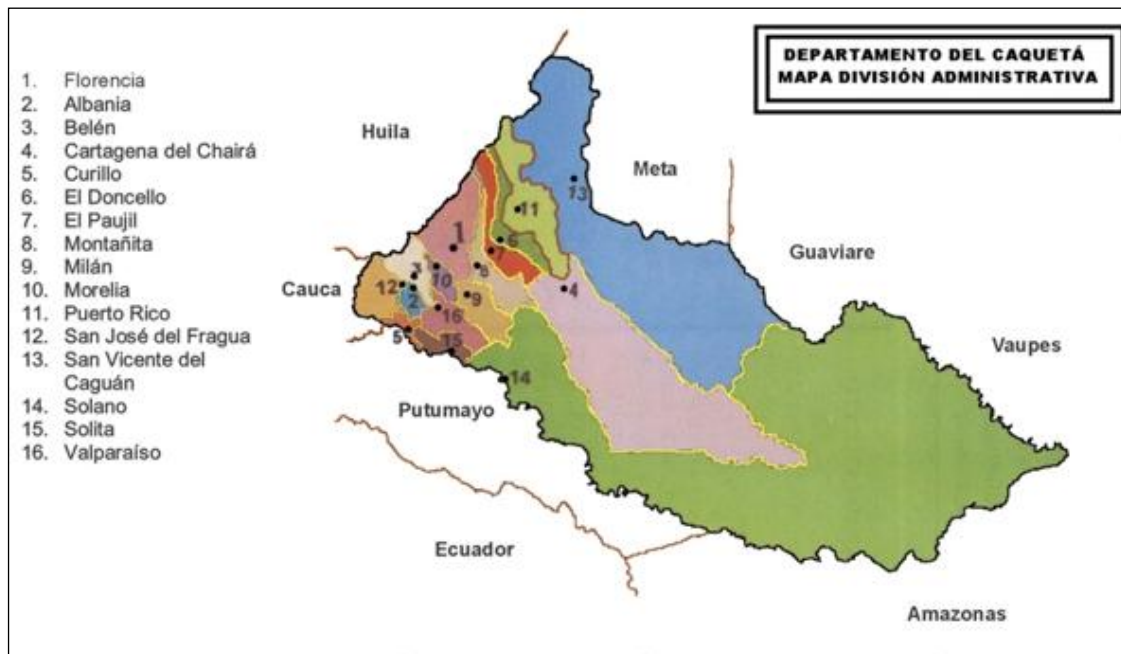 DEPARTAMENTO DEL CAQUETÁ
MAPA DIVISIÓN ADMINISTRATIVA
1. Florencia
2. Albania
3. Belén
4. Cartagena del Chairá
5. Curillo
6. El Doncello
7. El Paujil
8. Montañita
9. Milán
10. Morelia
11. Puerto Rico
12. San José del Fragua
13. San Vicente del
Caguán
14. Solano
15. Solita
16. Valparaíso
Huila
Meta
Guaviare
Cauca
Vaupes
Putumayo
Ecuador
Amazonas
13
11
1
6
7
8
3
10
12
2
9
4
16
5
15
14